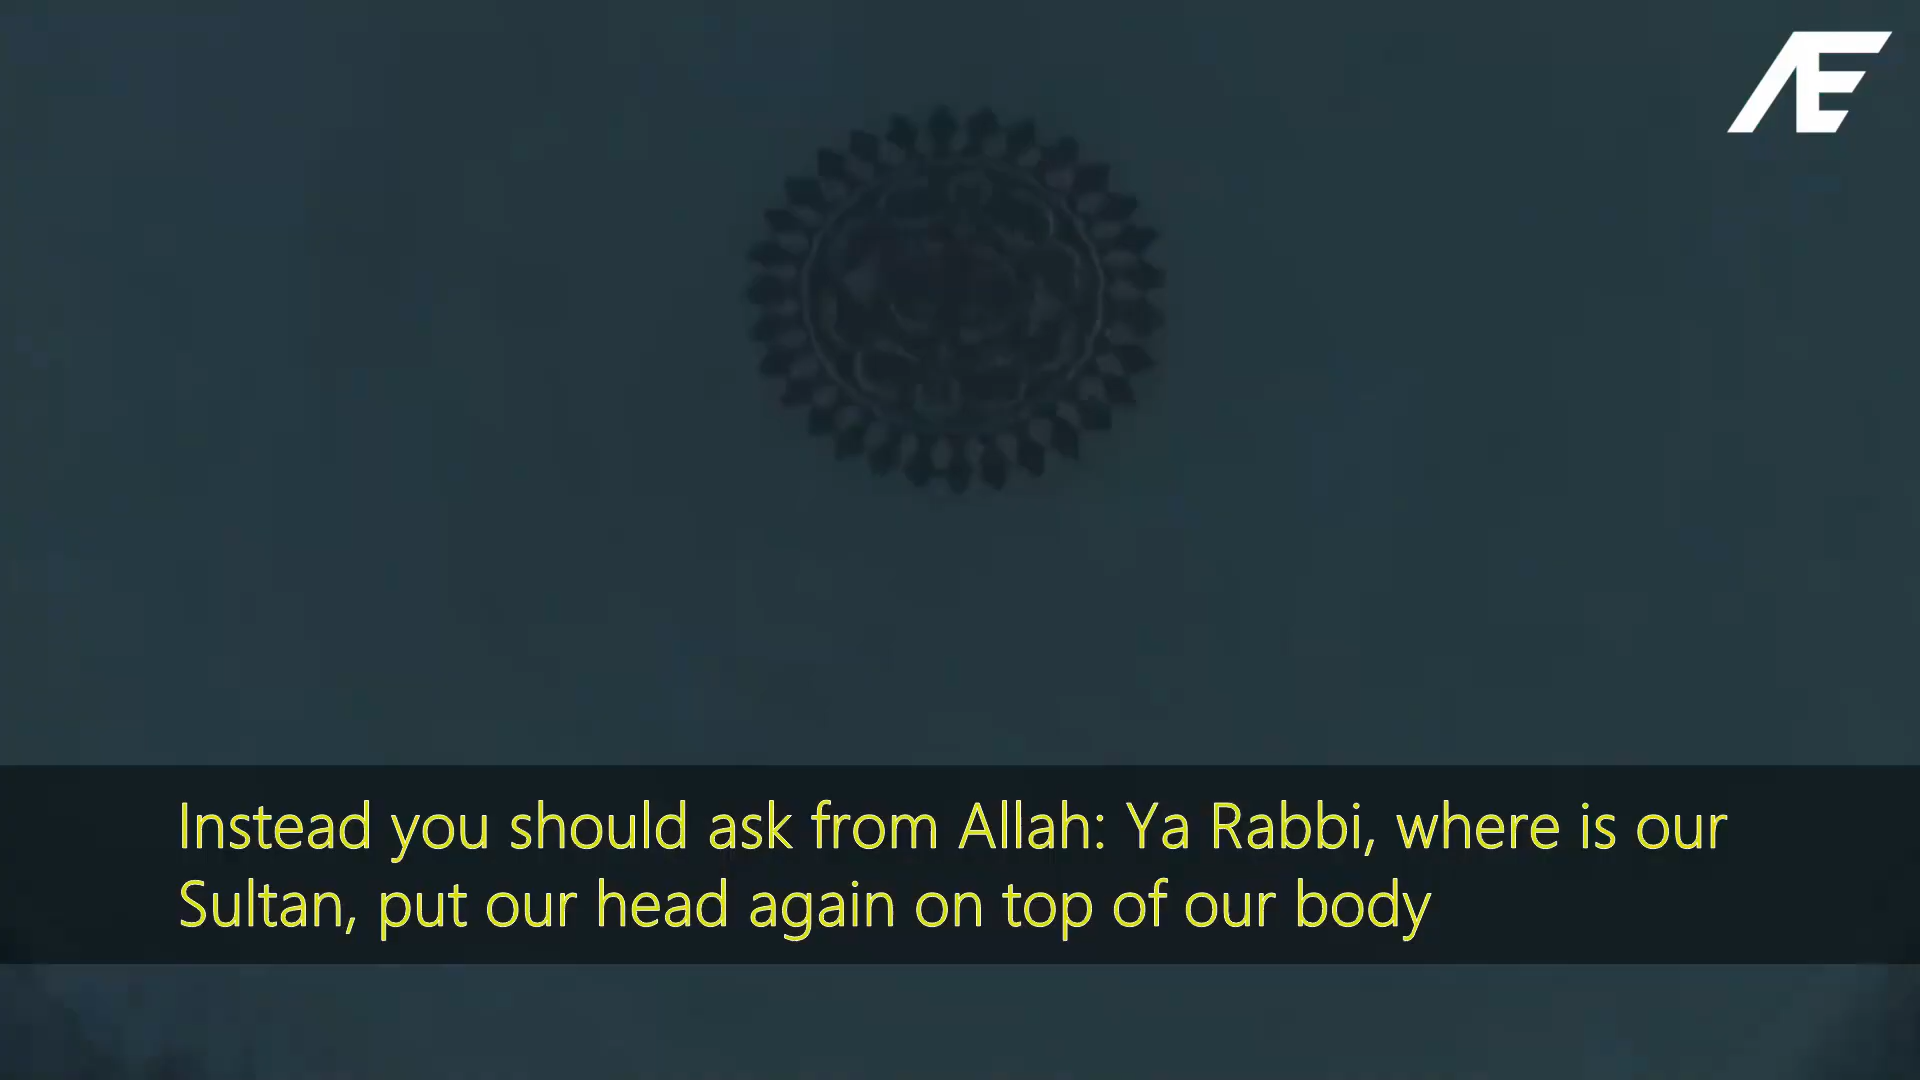 Æ
Instead you should ask from Allah: Ya Rabbi, where is our
Sultan, put our head again on top of our body